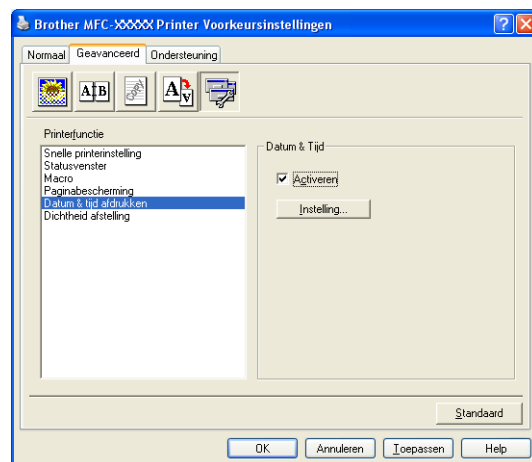 Brother MFC-XXXXX Printer Voorkeursinstellingen
Normaal Geavanceerd Ondersteuning
A B
A A
Printerfunctie
Snelle printerinstelling
Statusvenster
Macro
Paginabescherming
Datum & tijd afdrukken
Dichtheid afstelling
Datum & Tijd
Activeren
Instelling...
Standaard
OK Annuleren Toepassen Help